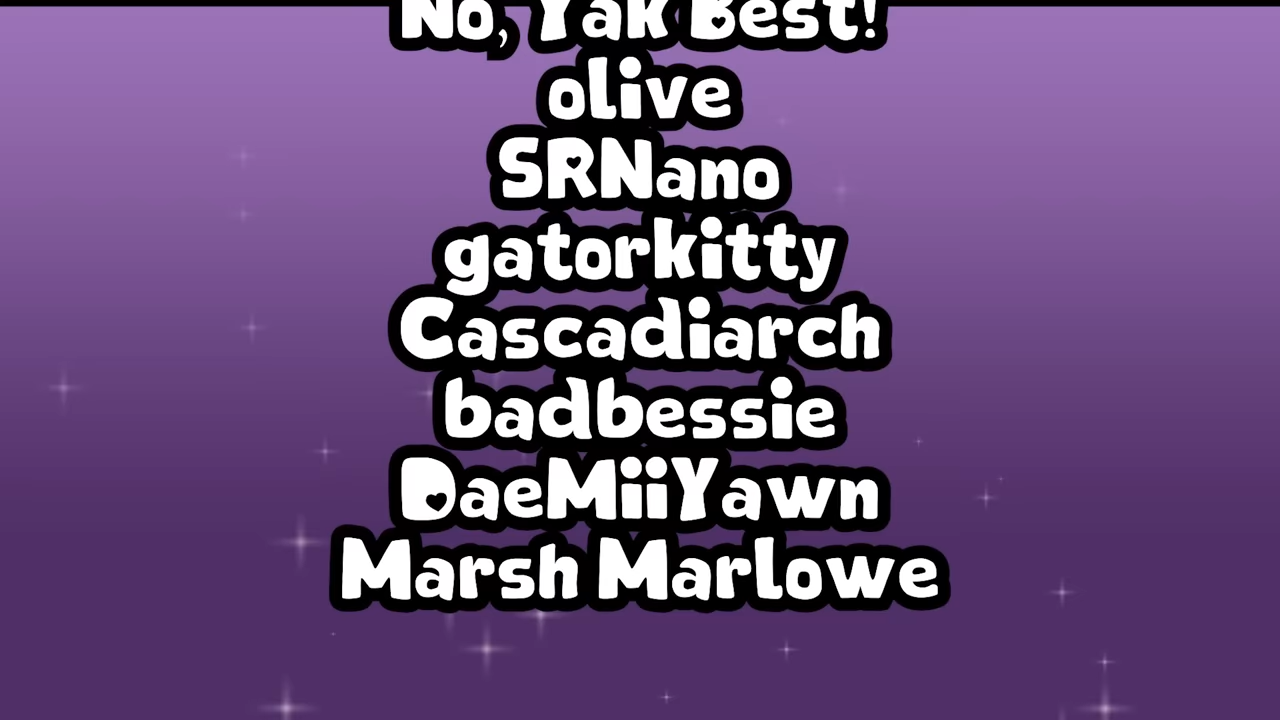 No, Yak Best!
olive
SRNano
gatorkitty
Cascadiarch
badbessie
DaeMiiYawn
Marsh Marlowe